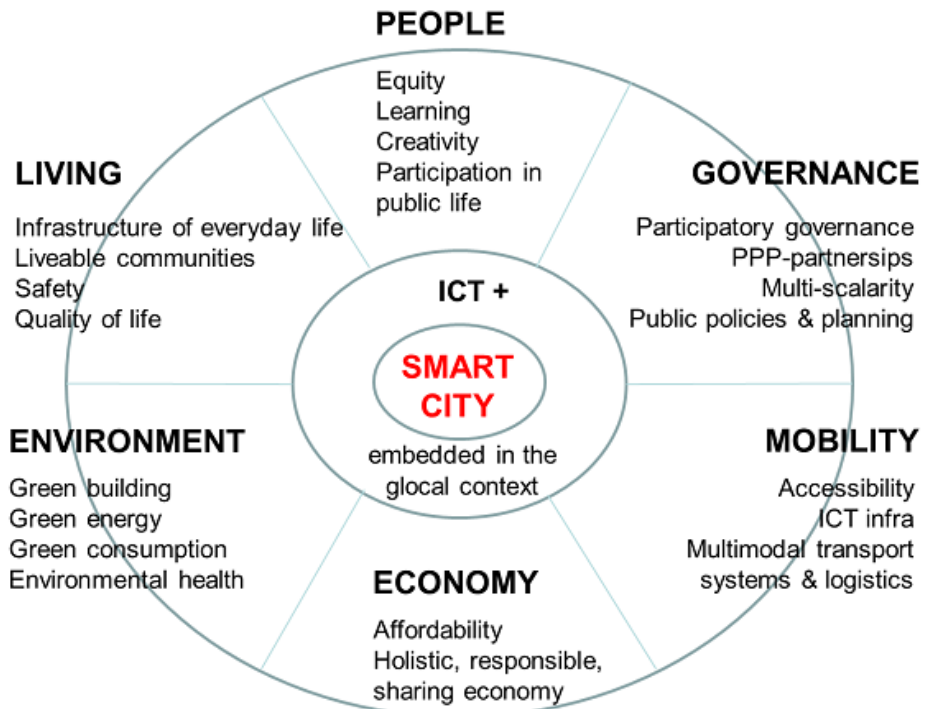 PEOPLE
Equity
Learning
Creativity
Participation in
public life
LIVING
Infrastructure of everyday life
Liveable communities
Safety
Quality of life
GOVERNANCE
Participatory governance
PPP-partnersips
Multi-scalarity
Public policies & planning
ICT +
SMART
CITY
embedded in the
glocal context
ENVIRONMENT
Green building
Green energy
Green consumption
Environmental health
MOBILITY
Accessibility
ICT infra
Multimodal transport
systems & logistics
ECONOMY
Affordability
Holistic, responsible,
sharing economy